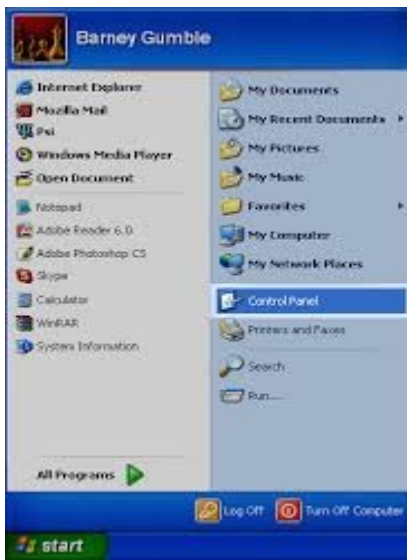 Barney Gumble
Internet Explorer
Mozilla Mail
Psi
Windows Media Player
Open Document
Notepad
Adobe Reader 6.0
Adobe Photoshop CS
Skype
Calculator
WinRAR
System Information
All Programs
My Documents
My Recent Documents
My Pictures
My Music
Favorites
My Computer
My Network Places
Control Panel
Printers and Faxes
Search
Run...
Log Off
Turn Off Computer
start